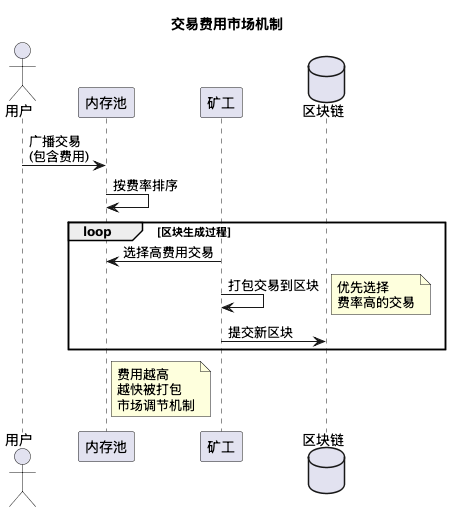 交易费用市场机制
用户
内存池
矿工
区块链
广播交易
(包含费用)
按费率排序
loop [区块生成过程]
选择高费用交易
打包交易到区块
优先选择
费率高的交易
提交新区块
费用越高
越快被打包
市场调节机制
用户
内存池
矿工
区块链